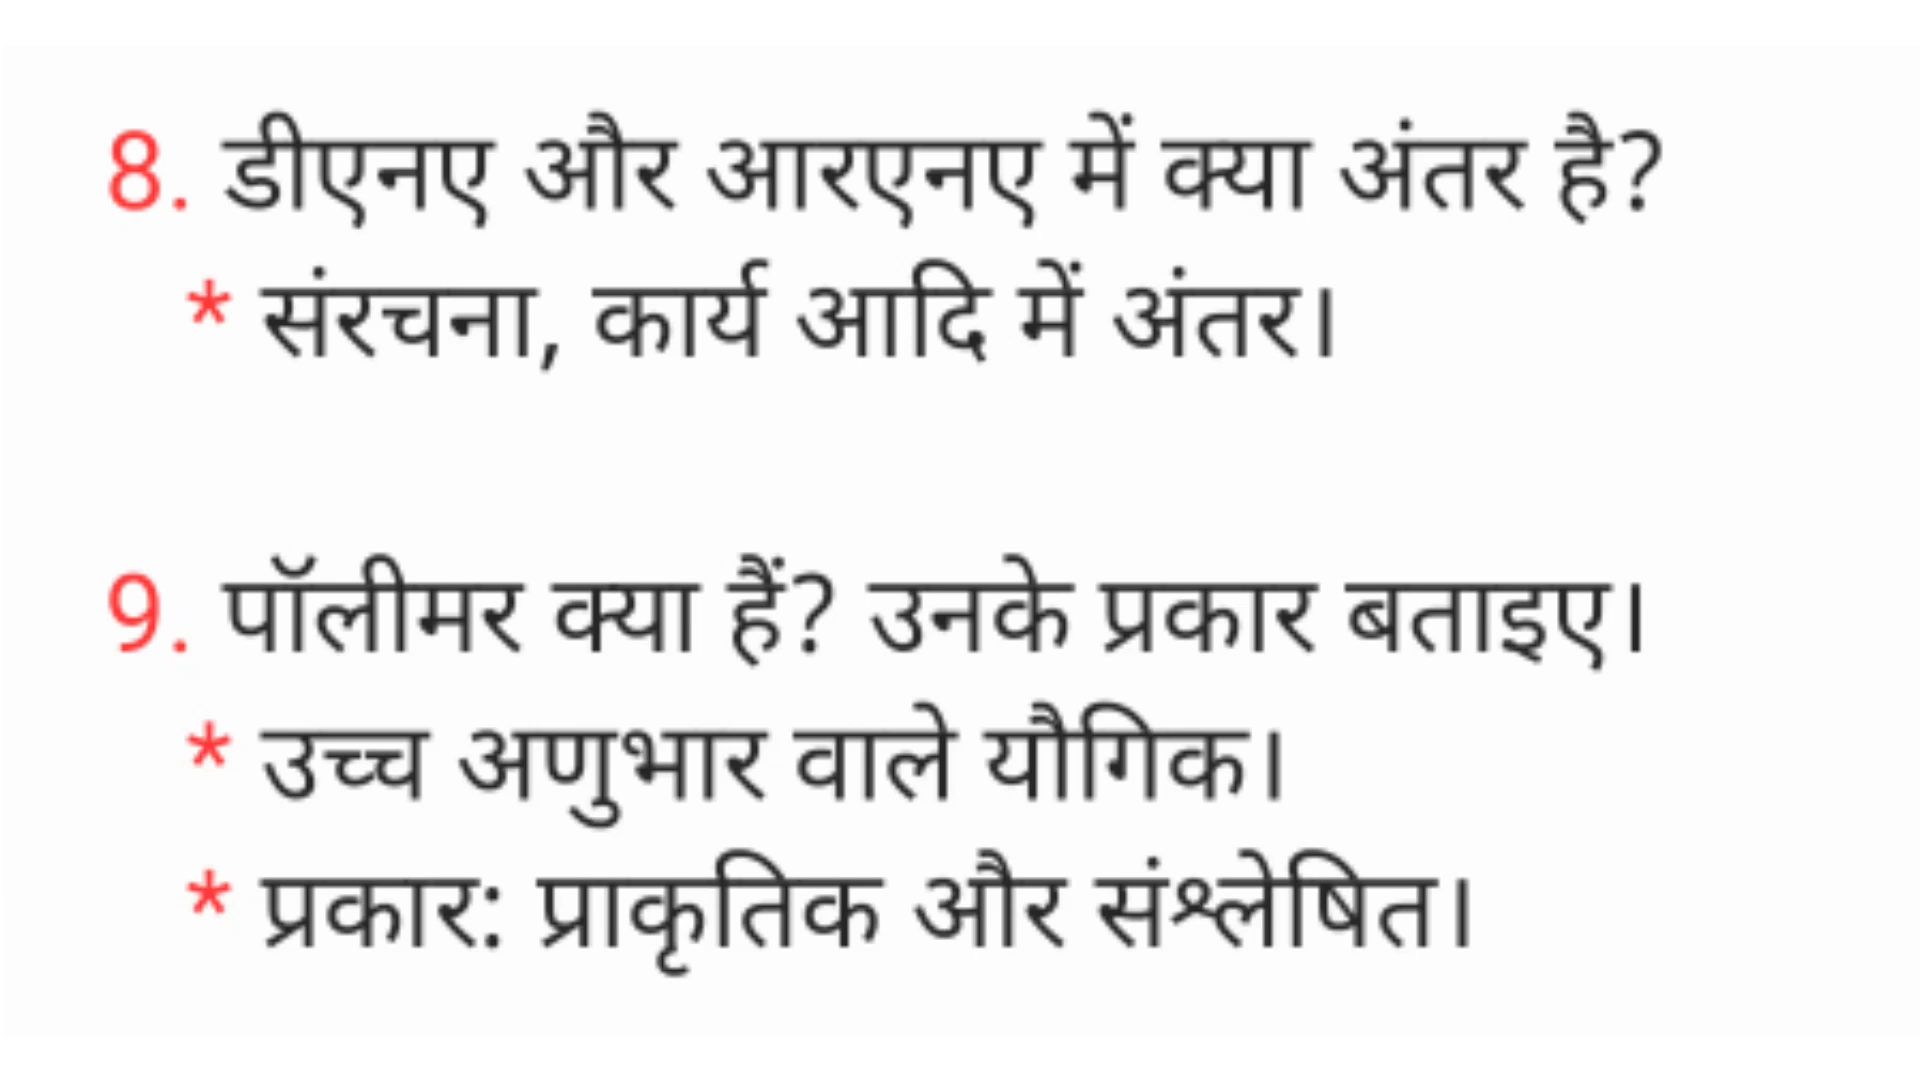 8. डीएनए और आरएनए में क्या अंतर है?
* संरचना, कार्य आदि में अंतर।
9. पॉलीमर क्या हैं? उनके प्रकार बताइए।
* उच्च अणुभार वाले यौगिक।
* प्रकार: प्राकृतिक और संश्लेषित।